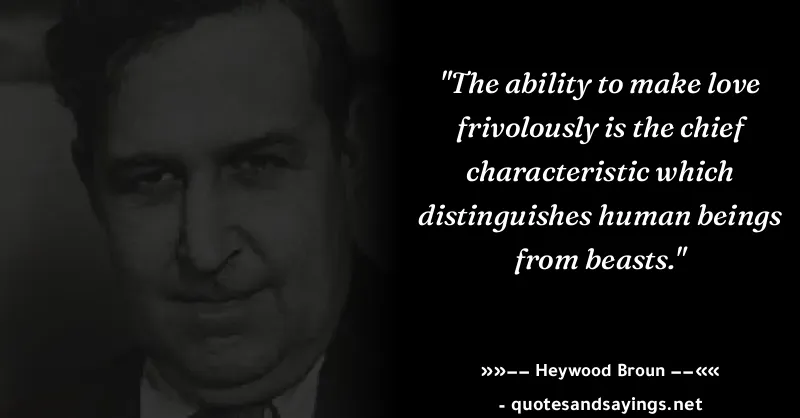 "The ability to make love
frivolously is the chief
characteristic which
distinguishes human beings
from beasts."
»»–– Heywood Broun ––««
- quotesandsayings.net